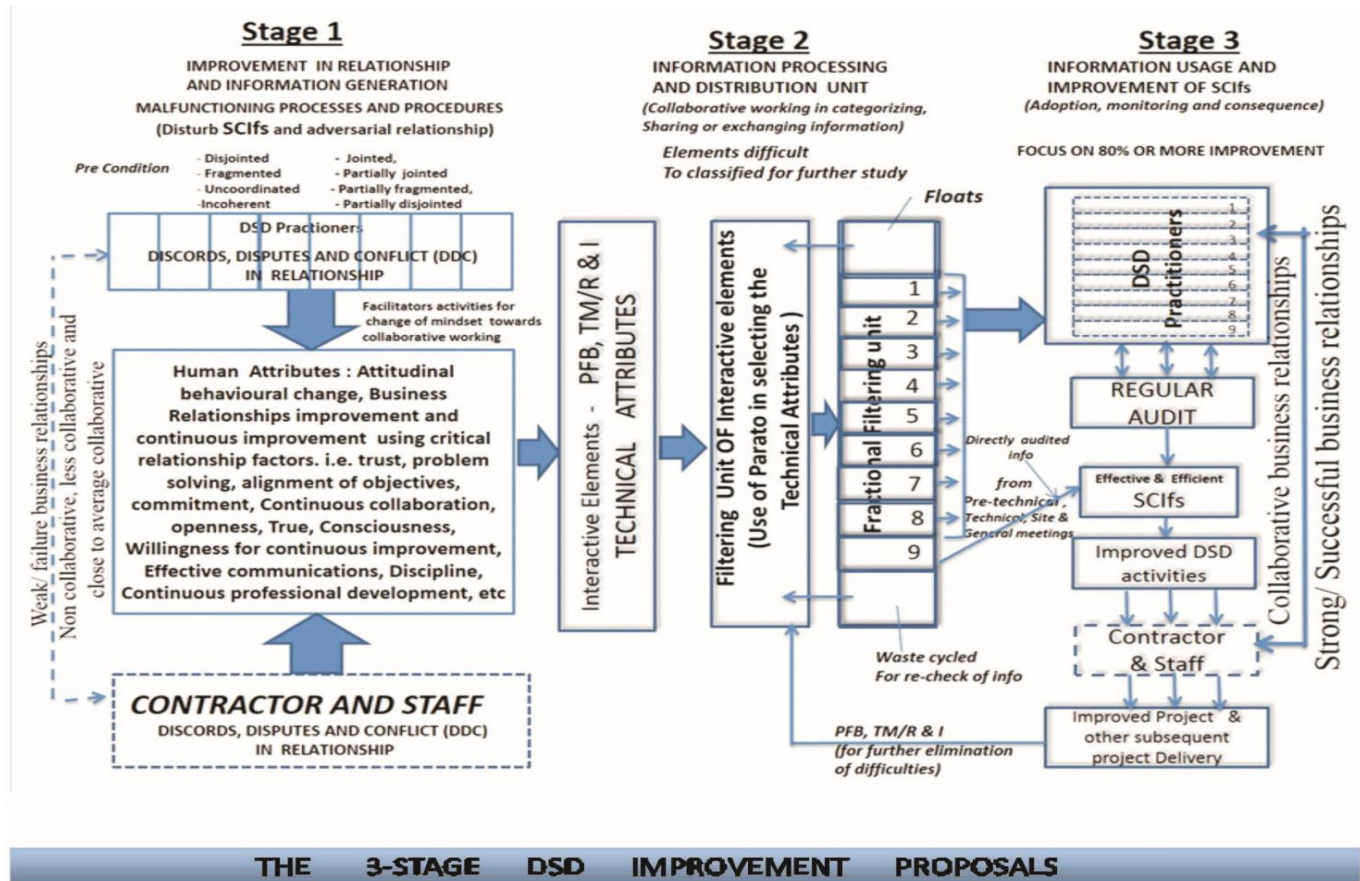 Stage 1
IMPROVEMENT IN RELATIONSHIP
AND INFORMATION GENERATION
MALFUNCTIONING PROCESSES AND PROCEDURES
(Disturb SCIfs and adversarial relationship)
Pre Condition
- Disjointed
- Fragmented
- Uncoordinated
-Incoherent
- Jointed,
- Partially jointed
- Partially fragmented,
- Partially disjointed
DSD Practioners
DISCORDS, DISPUTES AND CONFLICT (DDC)
IN RELATIONSHIP
Facilitators activities for
change of mindset towards
collaborative working
Human Attributes : Attitudinal
behavioural change, Business
Relationships improvement and
continuous improvement using critical
relationship factors. i.e. trust, problem
solving, alignment of objectives,
commitment, Continuous collaboration,
openness, True, Consciousness,
Willingness for continuous improvement,
Effective communications, Discipline,
Continuous professional development, etc
Weak/ failure business relationships
Non collaborative, less collaborative and
close to average collaborative
CONTRACTOR AND STAFF
DISCORDS, DISPUTES AND CONFLICT (DDC)
IN RELATIONSHIP
Interactive Elements - PFB, TM/R & I
TECHNICAL ATTRIBUTES
Stage 2
INFORMATION PROCESSING
AND DISTRIBUTION UNIT
(Collaborative working in categorizing,
Sharing or exchanging information)
Elements difficult
To classified for further study
Floats
Filtering Unit OF Interactive elements
(Use of Parato in selecting the
Technical Attributes )
Fractional Filtering unit
1
2
3
4
5
6
7
8
9
Directly audited
info
from
Pre-technical ,
Technical, Site &
General meetings
Waste cycled
For re-check of info
PFB, TM/R & I
(for further elimination
of difficulties)
Stage 3
INFORMATION USAGE AND
IMPROVEMENT OF SCIfs
(Adoption, monitoring and consequence)
FOCUS ON 80% OR MORE IMPROVEMENT
DSD
Practitioners
1
2
3
4
5
6
7
8
9
REGULAR
AUDIT
Effective & Efficient
SCIfs
Improved DSD
activities
Contractor
& Staff
Improved Project &
other subsequent
project Delivery
Collaborative business relationships
Strong/ Successful business relationships
THE 3-STAGE DSD IMPROVEMENT PROPOSALS